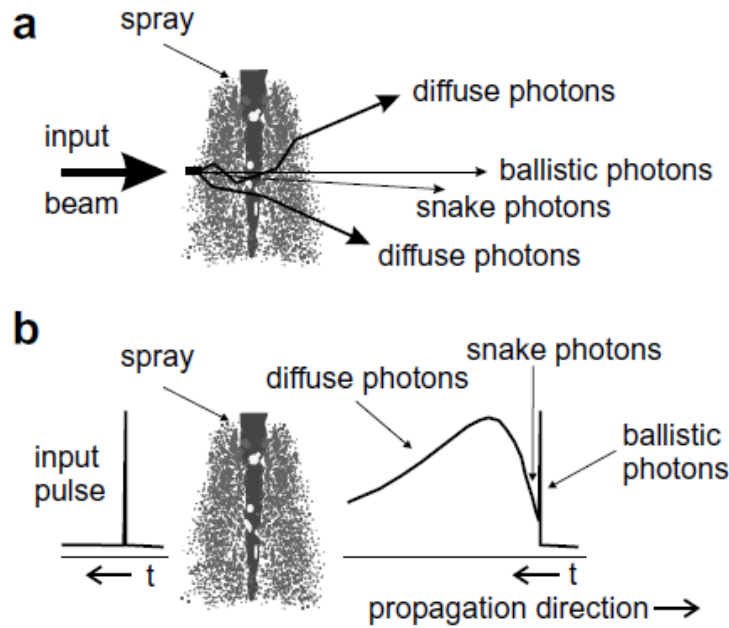 a
spray
diffuse photons
input
beam
ballistic photons
snake photons
diffuse photons
b
spray
snake photons
diffuse photons
ballistic
photons
input
pulse
t
t
propagation direction